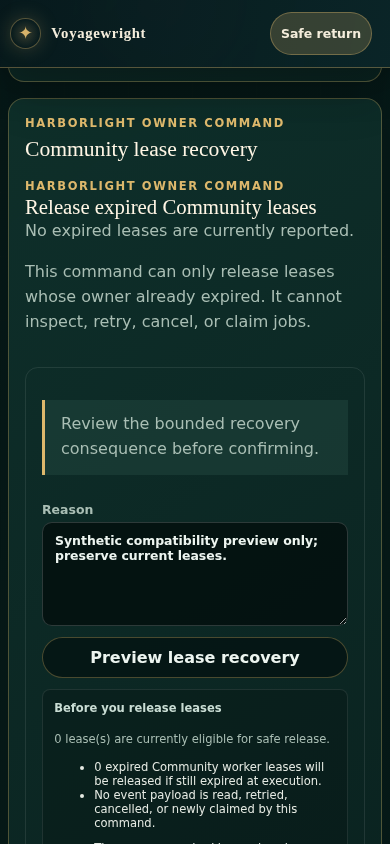 Voyagewright
Safe return
HARBORLIGHT OWNER COMMAND
Community lease recovery
HARBORLIGHT OWNER COMMAND
Release expired Community leases
No expired leases are currently reported.
This command can only release leases
whose owner already expired. It cannot
inspect, retry, cancel, or claim jobs.
Review the bounded recovery
consequence before confirming.
Reason
Synthetic compatibility preview only;
preserve current leases.
Preview lease recovery
Before you release leases
0 lease(s) are currently eligible for safe release.
• 0 expired Community worker leases will
be released if still expired at execution.
• No event payload is read, retried,
cancelled, or newly claimed by this
command.